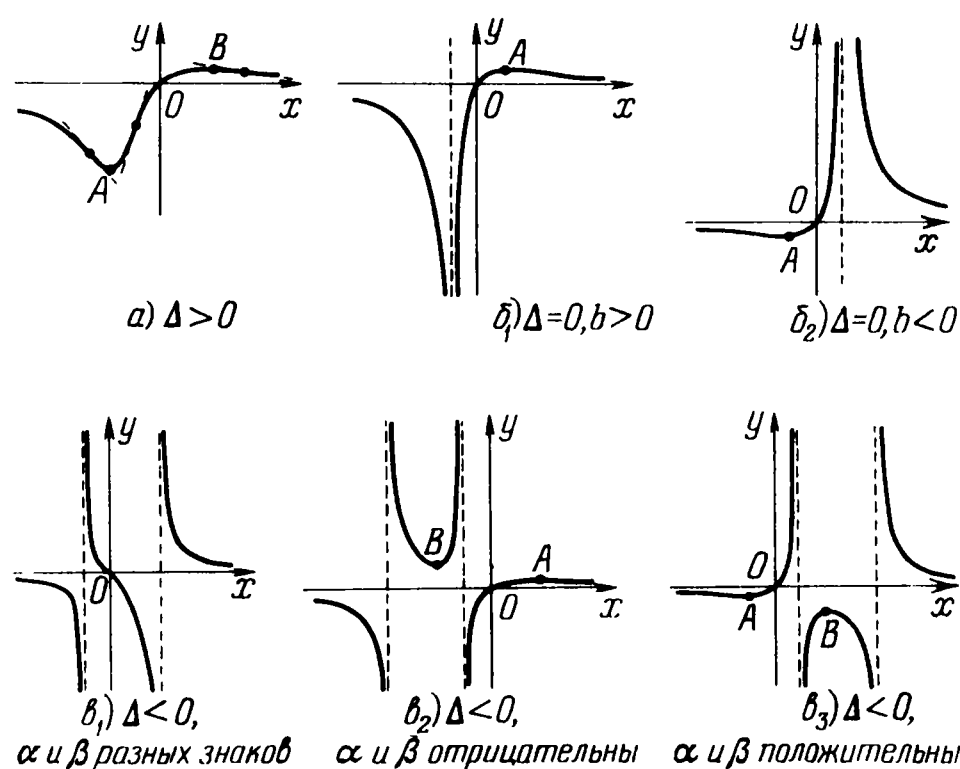 y
B
O
x
A
а) Δ>0
y
A
O
x
б₁) Δ=0, b>0
y
O
x
A
б₂) Δ=0, b<0
y
O
x
в₁) Δ<0,
α и β разных знаков
y
B
A
O
x
в₂) Δ<0,
α и β отрицательны
y
O
x
A
B
в₃) Δ<0,
α и β положительны